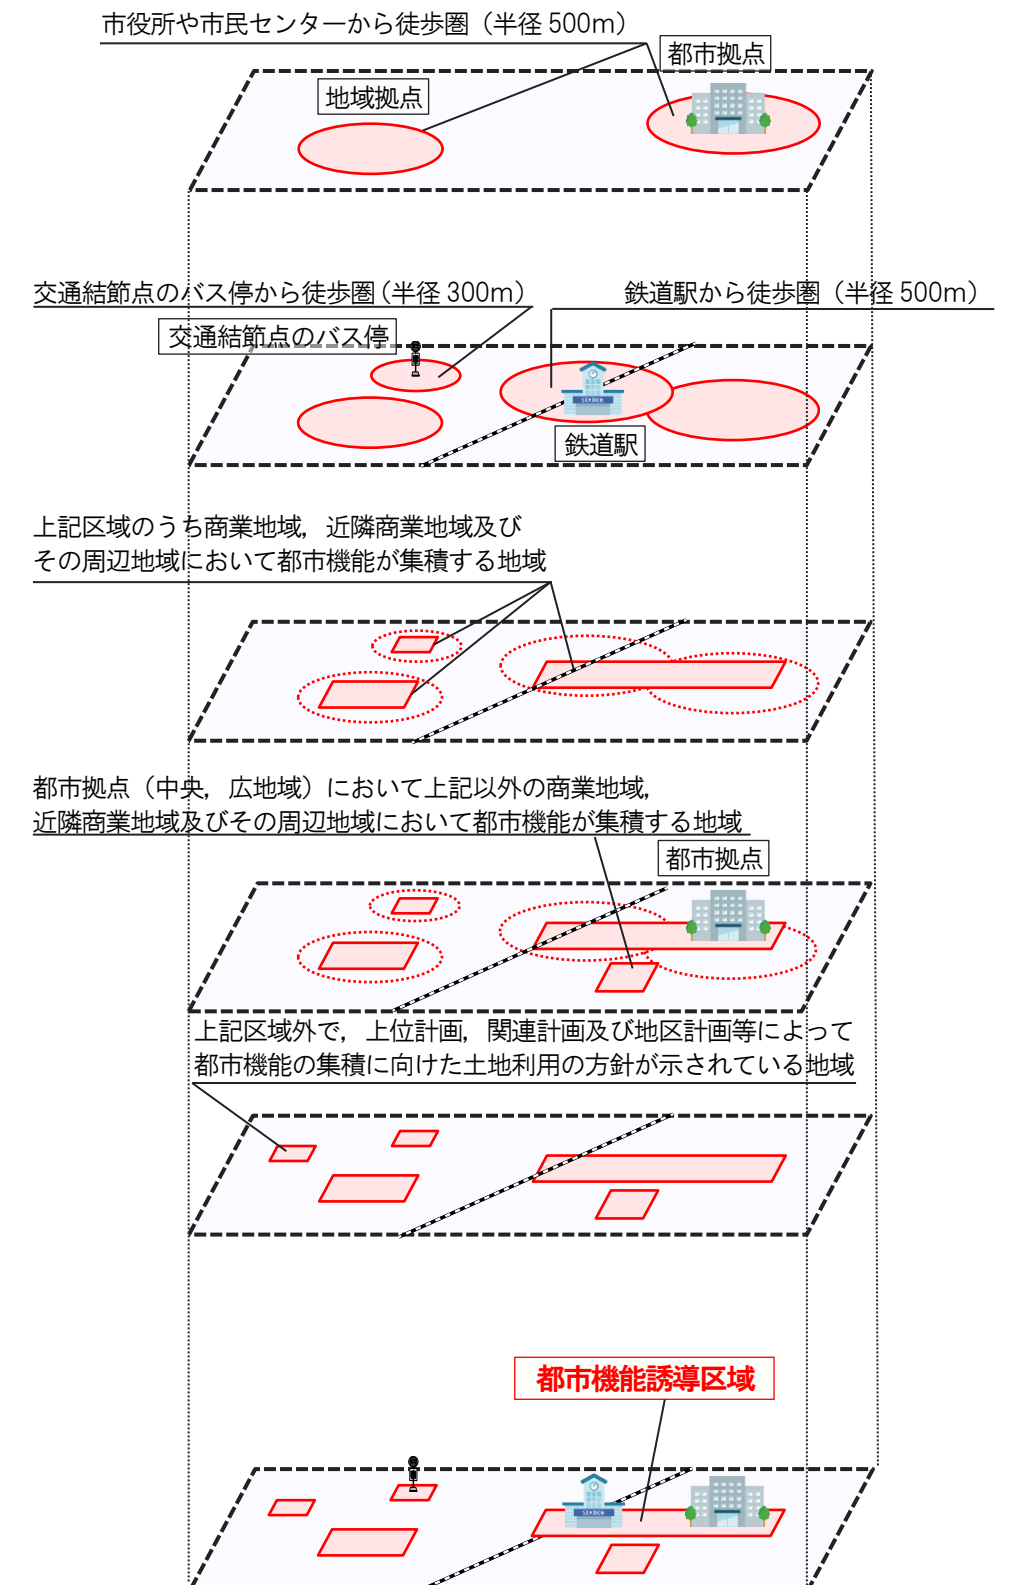 市役所や市民センターから徒歩圏（半径 500m）
都市拠点
地域拠点
交通結節点のバス停から徒歩圏（半径 300m）
鉄道駅から徒歩圏（半径 500m）
交通結節点のバス停
鉄道駅
上記区域のうち商業地域，近隣商業地域及び
その周辺地域において都市機能が集積する地域
都市拠点（中央，広地域）において上記以外の商業地域，
近隣商業地域及びその周辺地域において都市機能が集積する地域
都市拠点
上記区域外で，上位計画，関連計画及び地区計画等によって
都市機能の集積に向けた土地利用の方針が示されている地域
都市機能誘導区域